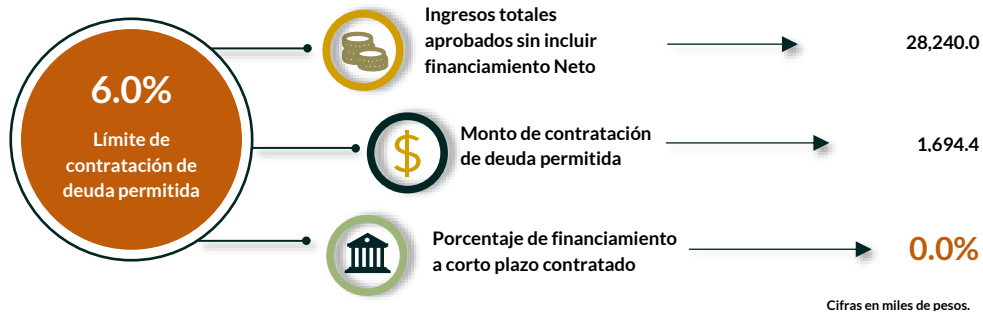 6.0%
Límite de
contratación de
deuda permitida
Ingresos totales
aprobados sin incluir
financiamiento Neto
28,240.0
$
Monto de contratación
de deuda permitida
1,694.4
Porcentaje de financiamiento
a corto plazo contratado
0.0%
Cifras en miles de pesos.